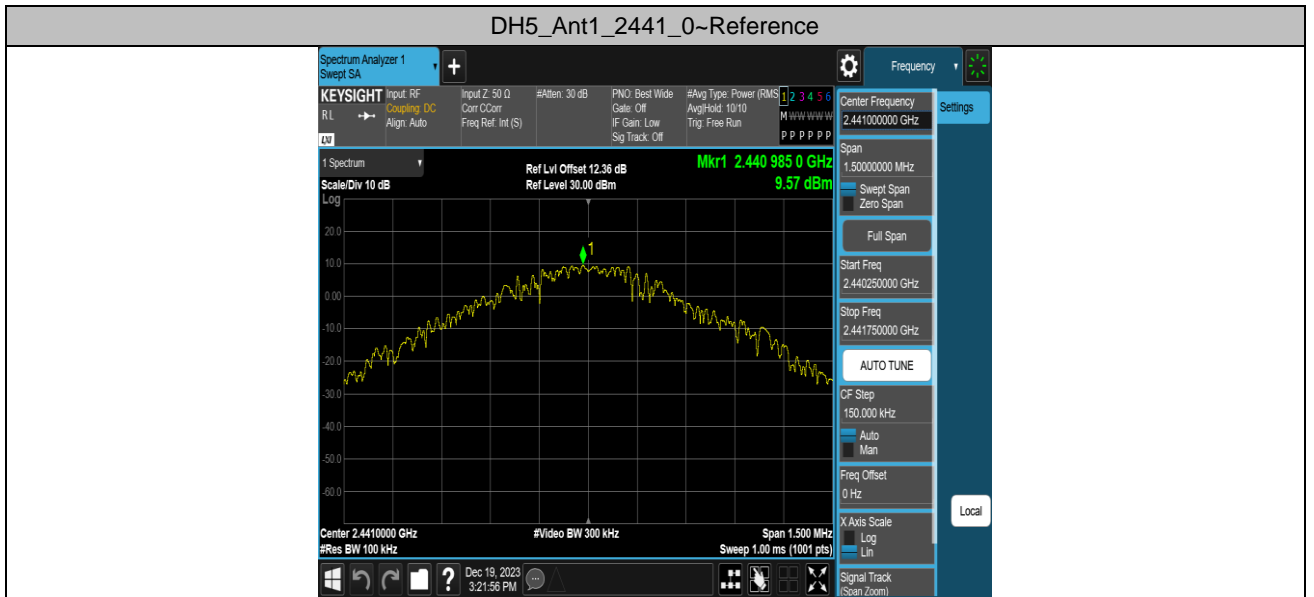 DH5_Ant1_2441_0~Reference
Spectrum Analyzer 1
Swept SA
Frequency
KEYSIGHT
RL
LXI
Input: RF
Coupling: DC
Align: Auto
Input Z: 50 Ω
Corr CCorr
Freq Ref: Int (S)
#Atten: 30 dB
PNO: Best Wide
Gate: Off
IF Gain: Low
Sig Track: Off
#Avg Type: Power (RMS
Avg|Hold: 10/10
Trig: Free Run
1 2 3 4 5 6
M W W W W W
P P P P P P
1 Spectrum
Scale/Div 10 dB
Log
Ref Lvl Offset 12.36 dB
Ref Level 30.00 dBm
Mkr1 2.440 985 0 GHz
9.57 dBm
1
20.0
10.0
0.00
-10.0
-20.0
-30.0
-40.0
-50.0
-60.0
Center 2.4410000 GHz
#Res BW 100 kHz
#Video BW 300 kHz
Span 1.500 MHz
Sweep 1.00 ms (1001 pts)
Dec 19, 2023
3:21:56 PM
Center Frequency
2.441000000 GHz
Span
1.50000000 MHz
Swept Span
Zero Span
Full Span
Start Freq
2.440250000 GHz
Stop Freq
2.441750000 GHz
AUTO TUNE
CF Step
150.000 kHz
Auto
Man
Freq Offset
0 Hz
X Axis Scale
Log
Lin
Signal Track
(Span Zoom)
Settings
Local